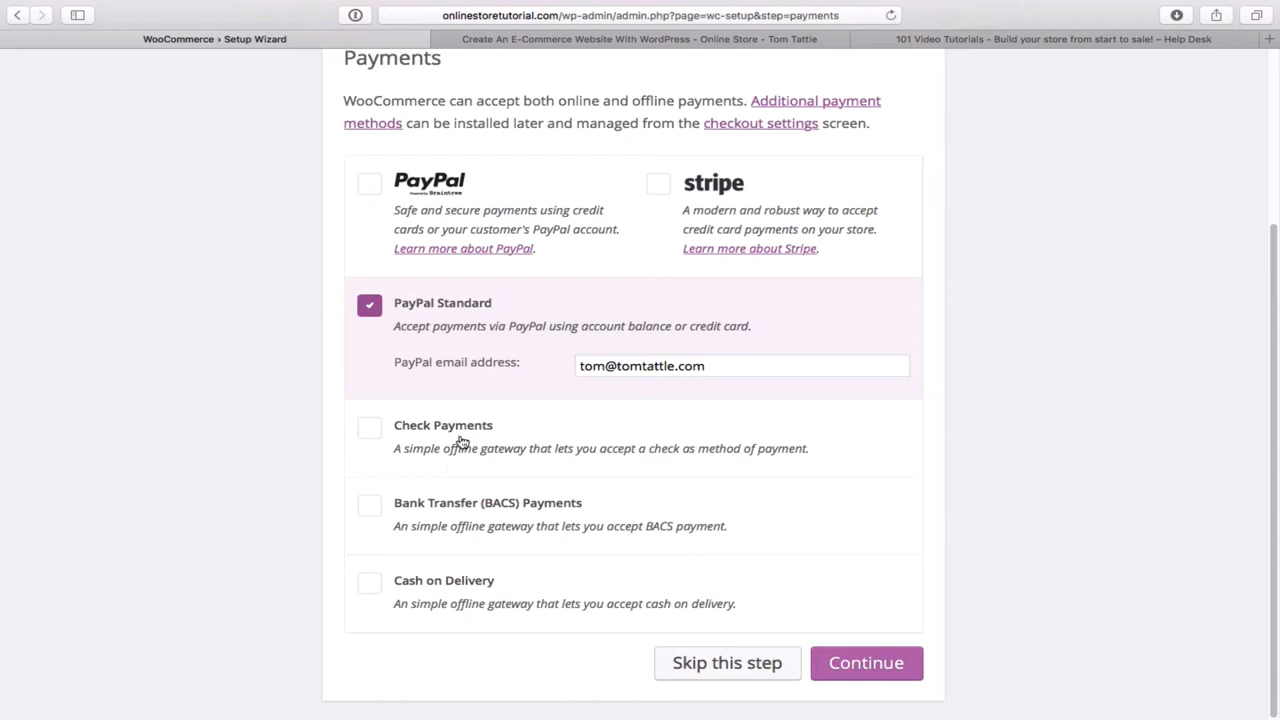 onlinestoretutorial.com/wp-admin/admin.php?page=wc-setup&step=payments
WooCommerce › Setup Wizard
Create An E-Commerce Website With WordPress - Online Store - Tom Tattle
101 Video Tutorials - Build your store from start to sale! – Help Desk
Payments
WooCommerce can accept both online and offline payments. Additional payment
methods can be installed later and managed from the checkout settings screen.
PayPal
Powered by Braintree
Safe and secure payments using credit
cards or your customer's PayPal account.
Learn more about PayPal.
stripe
A modern and robust way to accept
credit card payments on your store.
Learn more about Stripe.
PayPal Standard
Accept payments via PayPal using account balance or credit card.
PayPal email address:
tom@tomtattle.com
Check Payments
A simple offline gateway that lets you accept a check as method of payment.
Bank Transfer (BACS) Payments
An simple offline gateway that lets you accept BACS payment.
Cash on Delivery
An simple offline gateway that lets you accept cash on delivery.
Skip this step
Continue